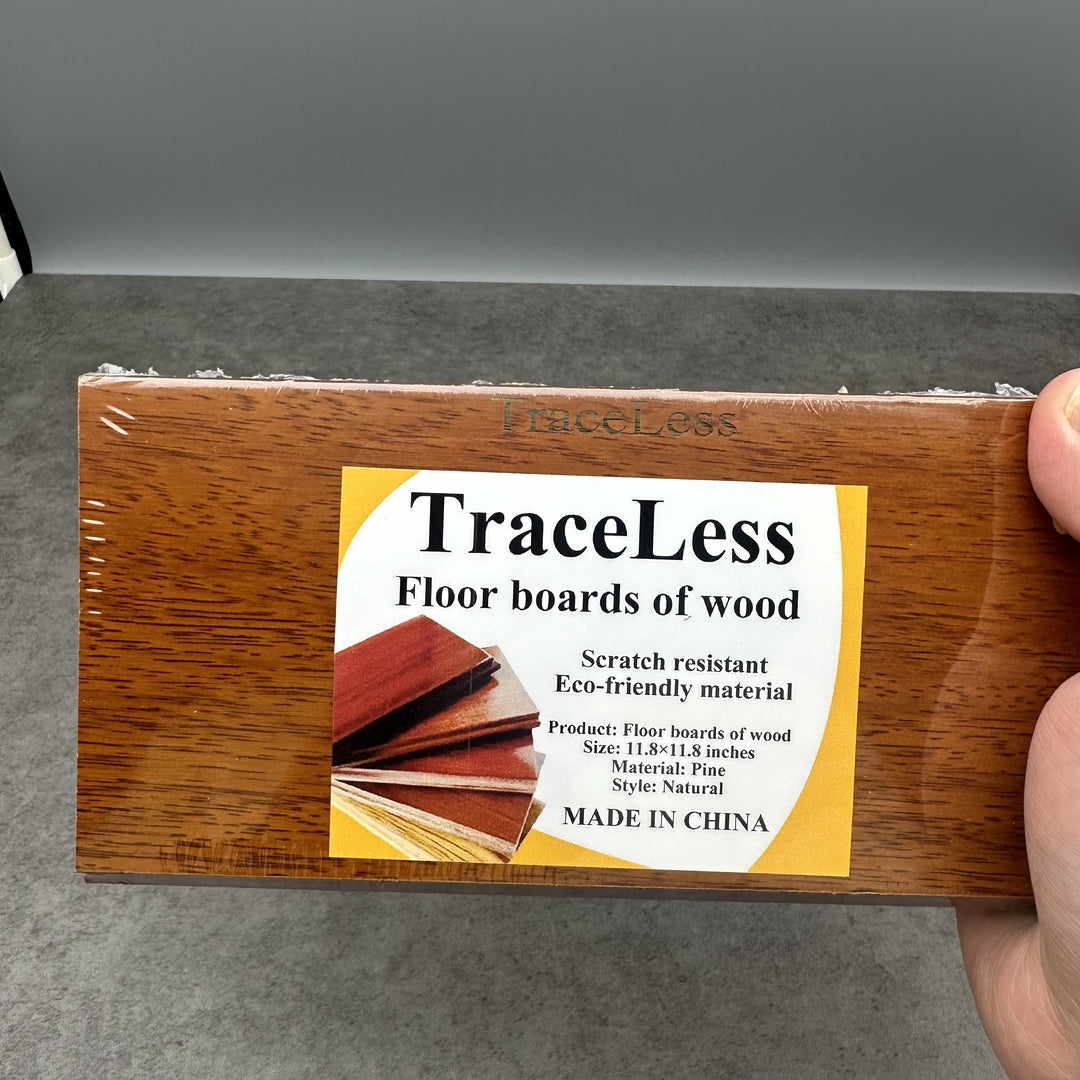 TraceLess
TraceLess
Floor boards of wood
Scratch resistant
Eco-friendly material
Product: Floor boards of wood
Size: 11.8×11.8 inches
Material: Pine
Style: Natural
MADE IN CHINA